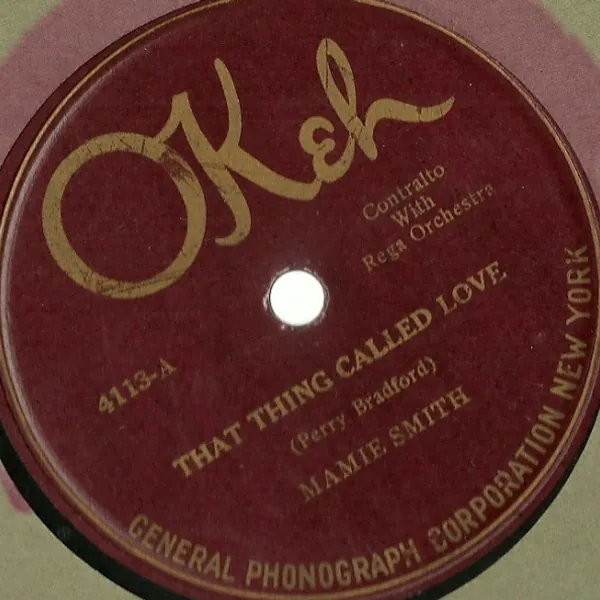 OKeh
Contralto
With
Rega Orchestra
4113-A
THAT THING CALLED LOVE
(Perry Bradford)
MAMIE SMITH
GENERAL PHONOGRAPH CORPORATION NEW YORK